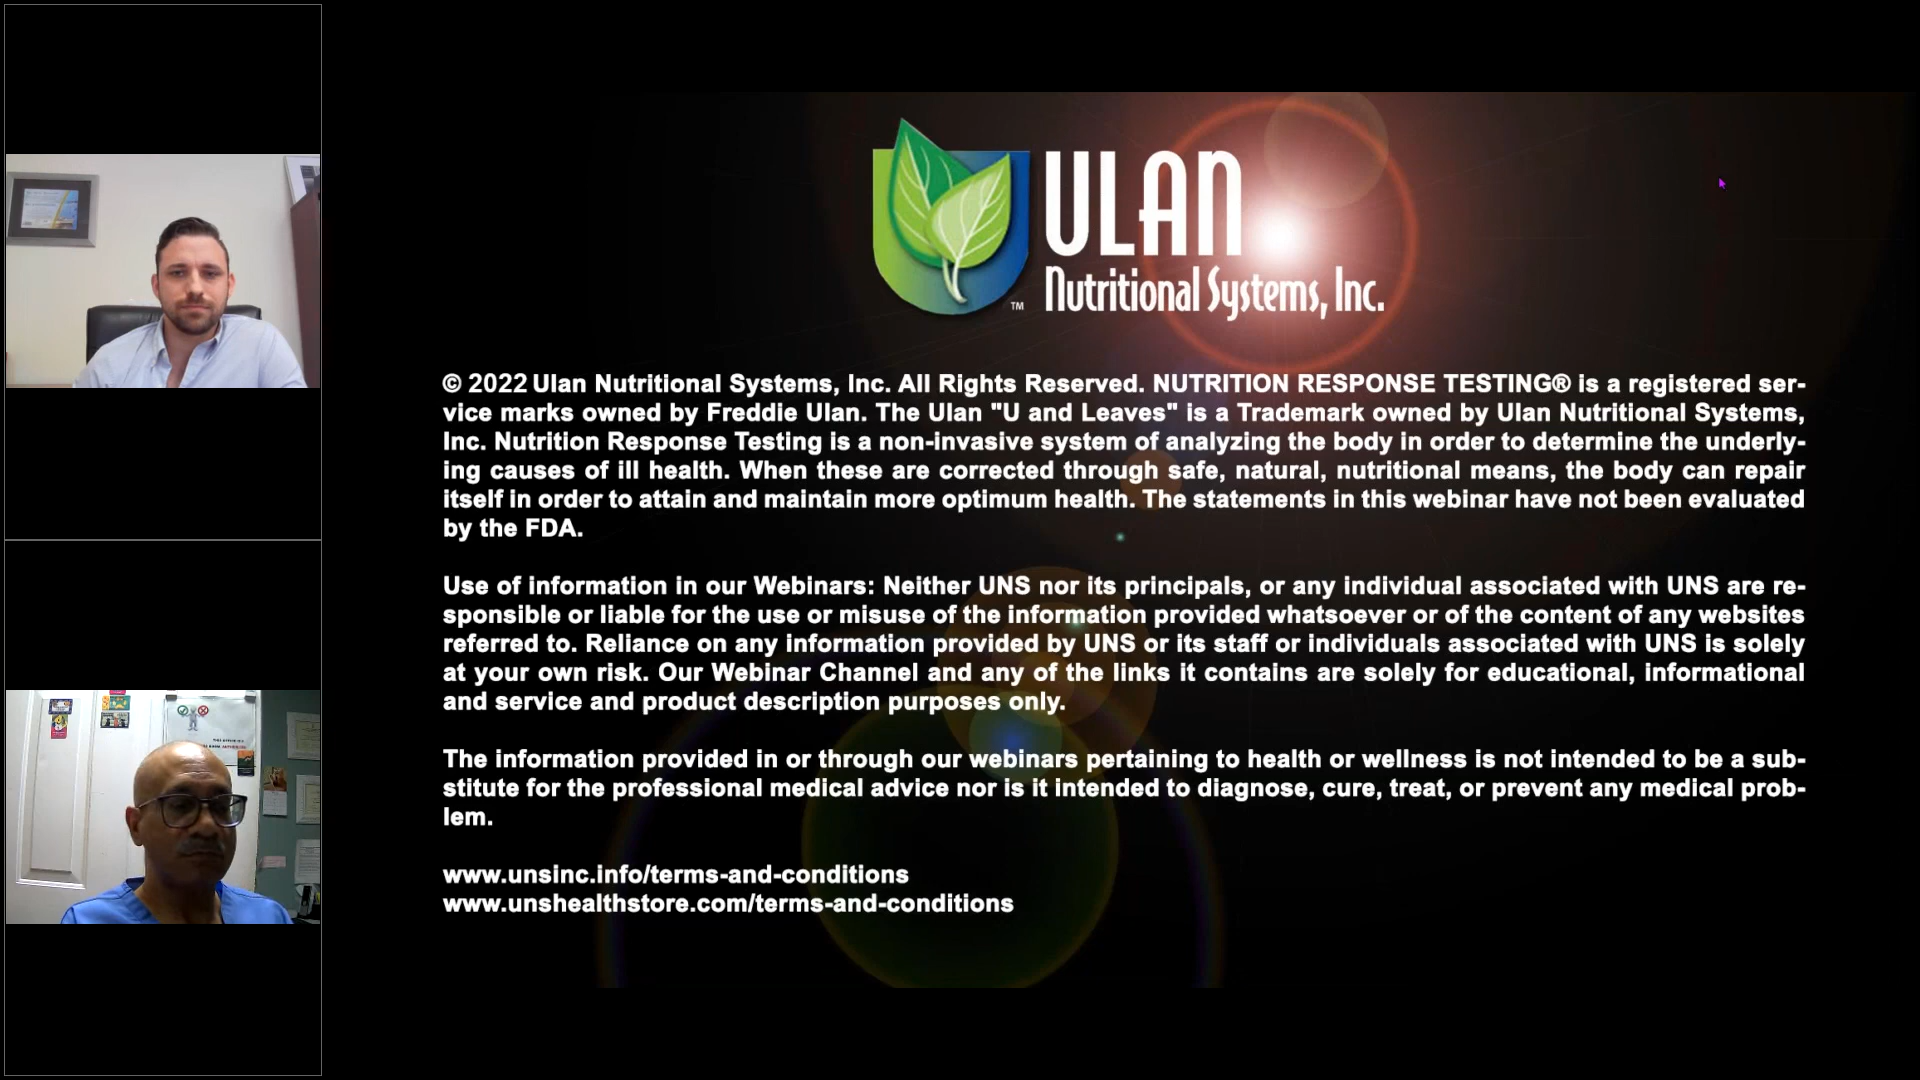 ULAN
Nutritional Systems, Inc.
TM
© 2022 Ulan Nutritional Systems, Inc. All Rights Reserved. NUTRITION RESPONSE TESTING® is a registered ser-
vice marks owned by Freddie Ulan. The Ulan "U and Leaves" is a Trademark owned by Ulan Nutritional Systems,
Inc. Nutrition Response Testing is a non-invasive system of analyzing the body in order to determine the underly-
ing causes of ill health. When these are corrected through safe, natural, nutritional means, the body can repair
itself in order to attain and maintain more optimum health. The statements in this webinar have not been evaluated
by the FDA.
Use of information in our Webinars: Neither UNS nor its principals, or any individual associated with UNS are re-
sponsible or liable for the use or misuse of the information provided whatsoever or of the content of any websites
referred to. Reliance on any information provided by UNS or its staff or individuals associated with UNS is solely
at your own risk. Our Webinar Channel and any of the links it contains are solely for educational, informational
and service and product description purposes only.
The information provided in or through our webinars pertaining to health or wellness is not intended to be a sub-
stitute for the professional medical advice nor is it intended to diagnose, cure, treat, or prevent any medical prob-
lem.
www.unsinc.info/terms-and-conditions
www.unshealthstore.com/terms-and-conditions